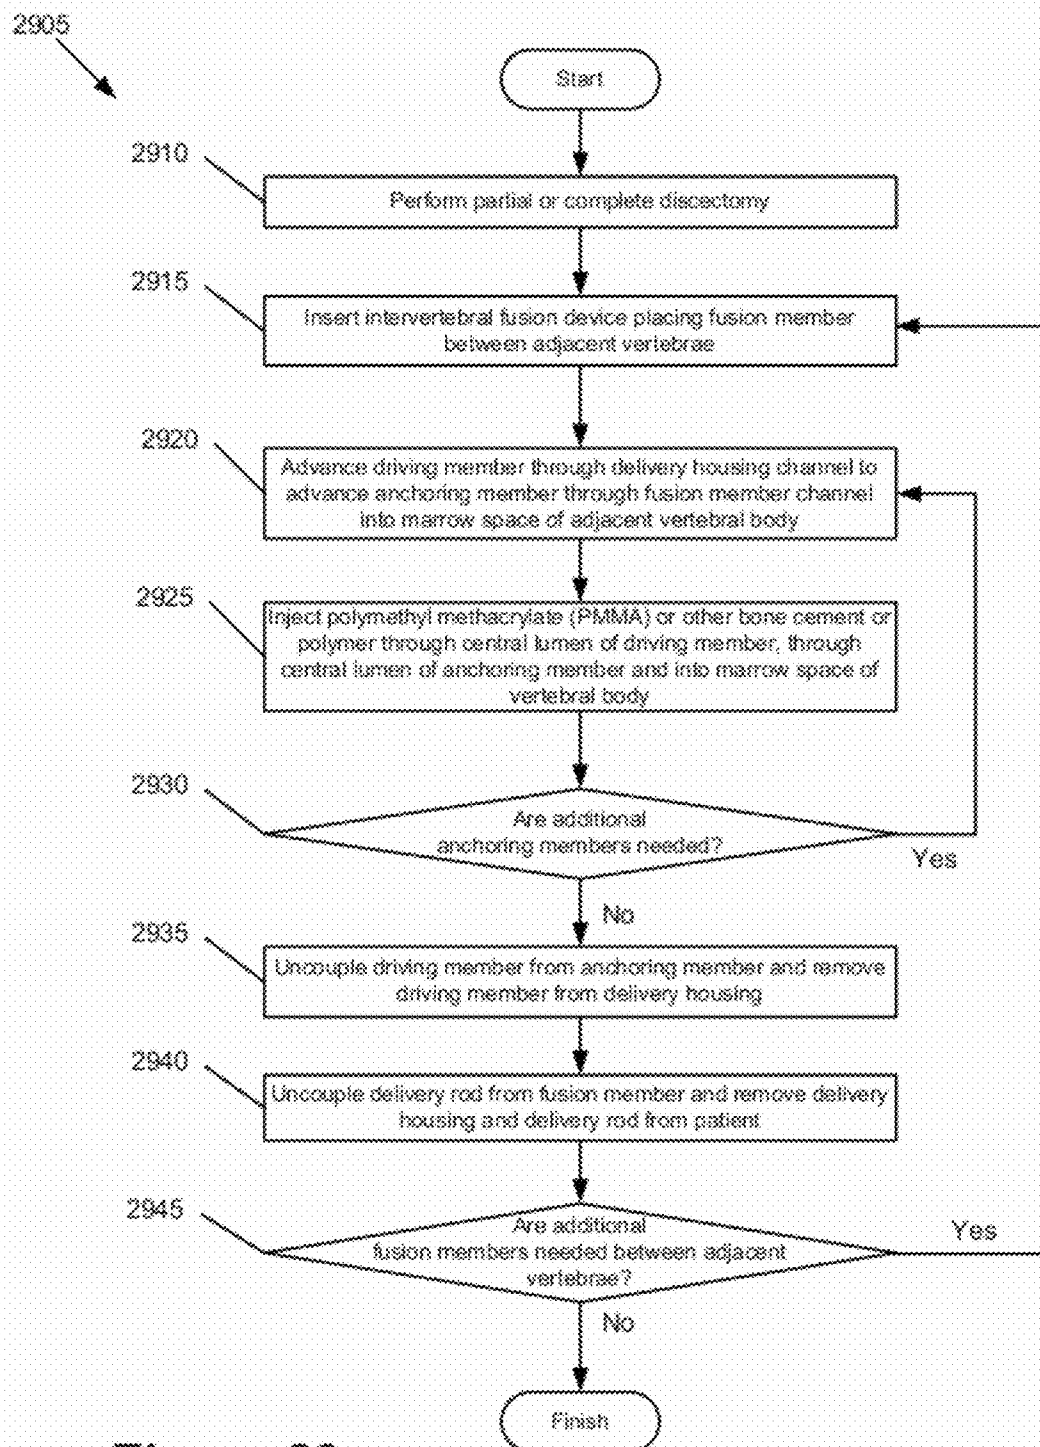 2905
Start
2910
Perform partial or complete discectomy
2915
Insert intervertebral fusion device placing fusion member
between adjacent vertebrae
2920
Advance driving member through delivery housing channel to
advance anchoring member through fusion member channel
into marrow space of adjacent vertebral body
2925
Inject polymethyl methacrylate (PMMA) or other bone cement or
polymer through central lumen of driving member, through
central lumen of anchoring member and into marrow space of
vertebral body
2930
Are additional
anchoring members needed?
Yes
No
2935
Uncouple driving member from anchoring member and remove
driving member from delivery housing
2940
Uncouple delivery rod from fusion member and remove delivery
housing and delivery rod from patient
2945
Are additional
fusion members needed between adjacent
vertebrae?
Yes
No
Finish